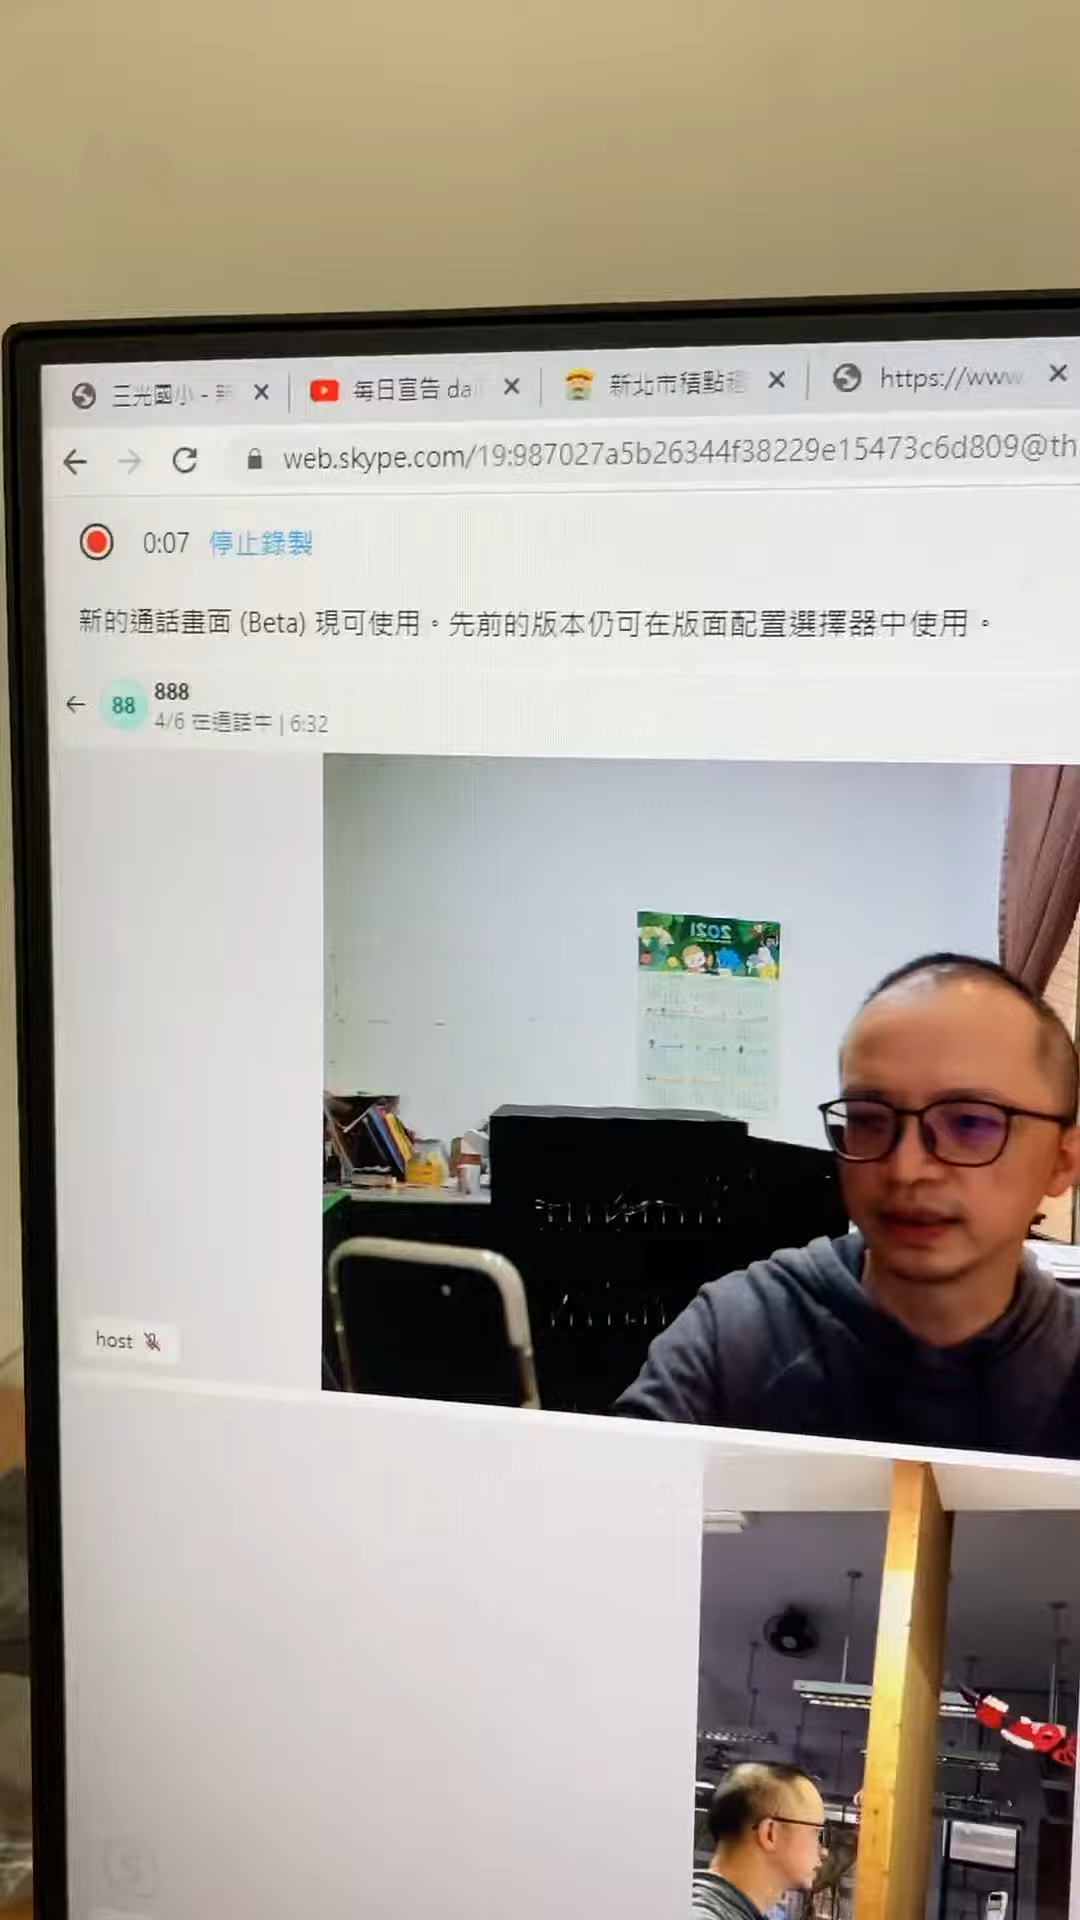 三光國小 - 新
每日宣告 dai
新北市積點
https://www.
web.skype.com/19:987027a5b26344f38229e15473c6d809@th
0:07 停止錄製
新的通話畫面 (Beta) 現可使用。先前的版本仍可在版面配置選擇器中使用。
88 888
4/6 在通話中 | 6:32
2021
host